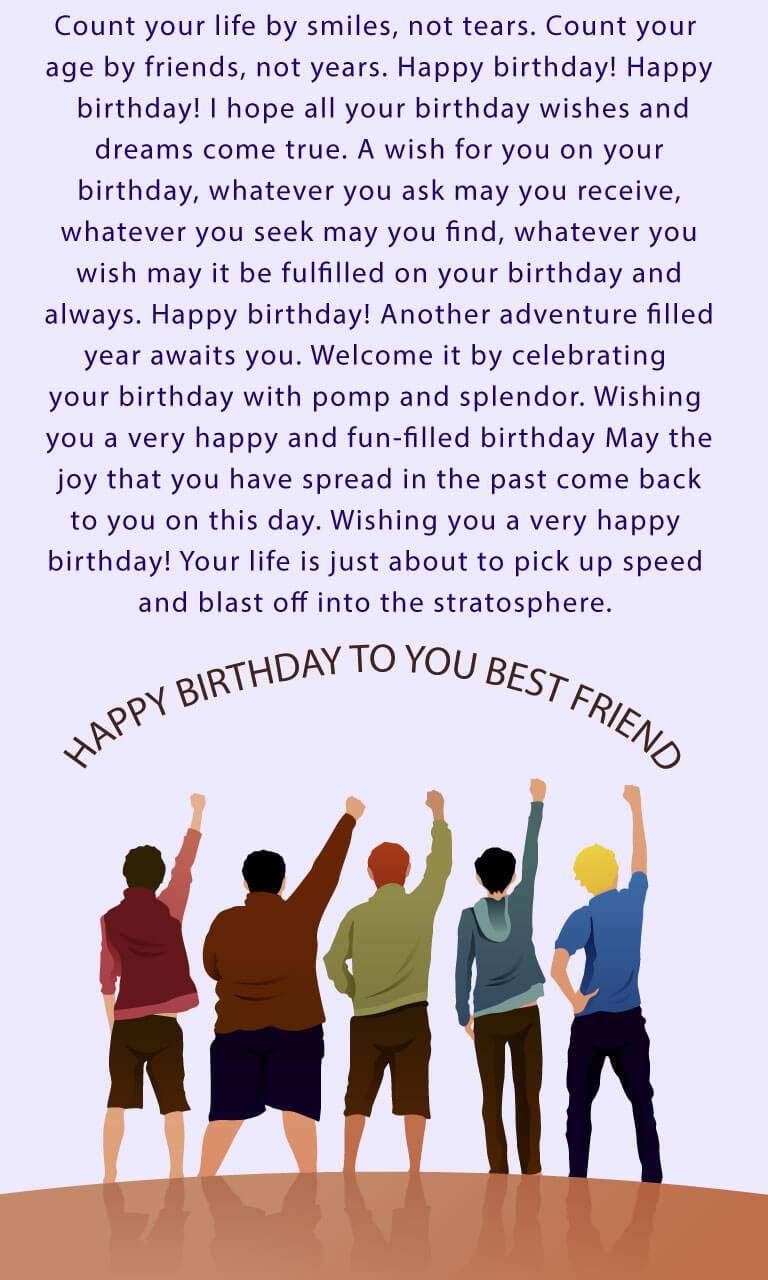 Count your life by smiles, not tears. Count your
age by friends, not years. Happy birthday! Happy
birthday! I hope all your birthday wishes and
dreams come true. A wish for you on your
birthday, whatever you ask may you receive,
whatever you seek may you find, whatever you
wish may it be fulfilled on your birthday and
always. Happy birthday! Another adventure filled
year awaits you. Welcome it by celebrating
your birthday with pomp and splendor. Wishing
you a very happy and fun-filled birthday May the
joy that you have spread in the past come back
to you on this day. Wishing you a very happy
birthday! Your life is just about to pick up speed
and blast off into the stratosphere.
HAPPY BIRTHDAY TO YOU BEST FRIEND